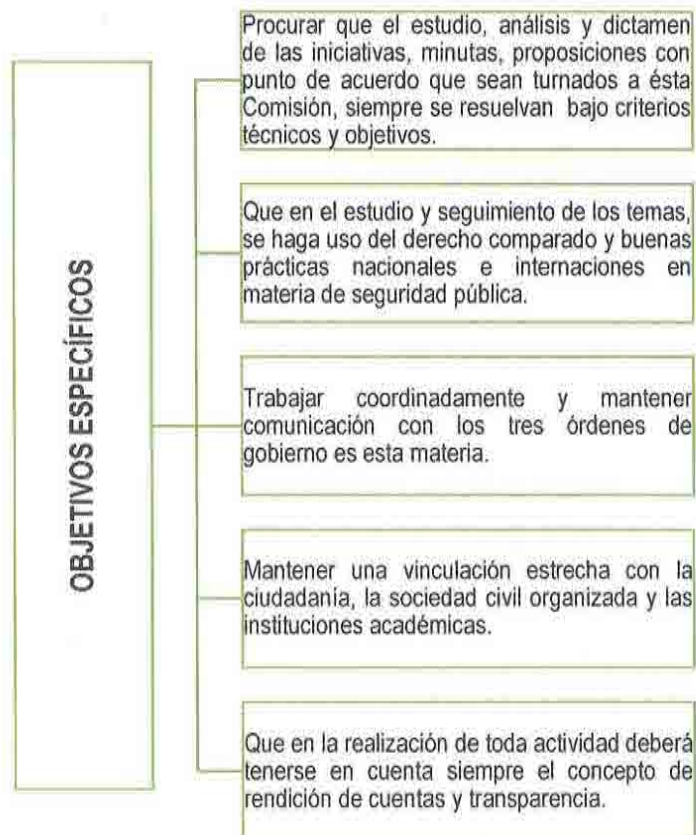 OBJETIVOS ESPECÍFICOS
Procurar que el estudio, análisis y dictamen
de las iniciativas, minutas, proposiciones con
punto de acuerdo que sean turnados a ésta
Comisión, siempre se resuelvan bajo criterios
técnicos y objetivos.
Que en el estudio y seguimiento de los temas,
se haga uso del derecho comparado y buenas
prácticas nacionales e internaciones en
materia de seguridad pública.
Trabajar coordinadamente y mantener
comunicación con los tres órdenes de
gobierno es esta materia.
Mantener una vinculación estrecha con la
ciudadanía, la sociedad civil organizada y las
instituciones académicas.
Que en la realización de toda actividad deberá
tenerse en cuenta siempre el concepto de
rendición de cuentas y transparencia.